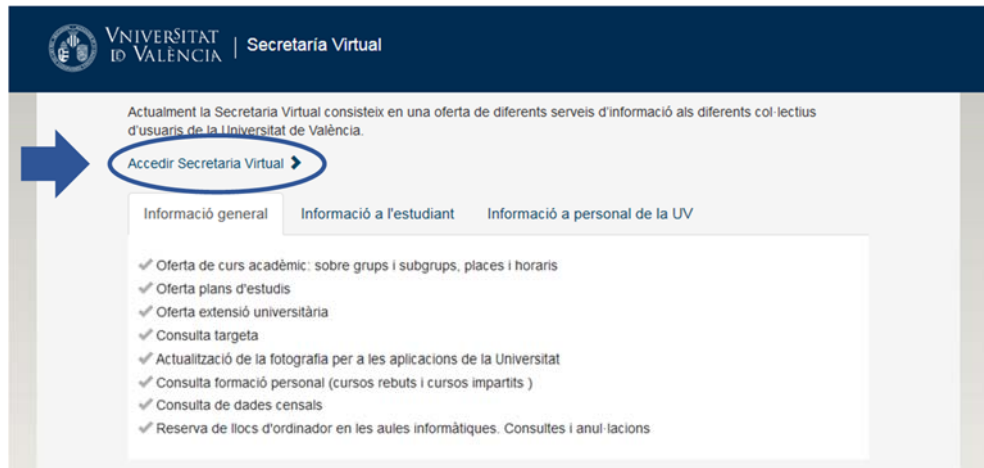 VNIVERSITAT
ID VALÈNCIA | Secretaría Virtual
Actualment la Secretaria Virtual consisteix en una oferta de diferents serveis d'informació als diferents col·lectius
d'usuaris de la Universitat de València.
Accedir Secretaria Virtual
Informació general Informació a l'estudiant Informació a personal de la UV
Oferta de curs acadèmic: sobre grups i subgrups, places i horaris
Oferta plans d'estudis
Oferta extensió universitària
Consulta targeta
Actualització de la fotografia per a les aplicacions de la Universitat
Consulta formació personal (cursos rebuts i cursos impartits )
Consulta de dades censals
Reserva de llocs d'ordinador en les aules informàtiques. Consultes i anul·lacions